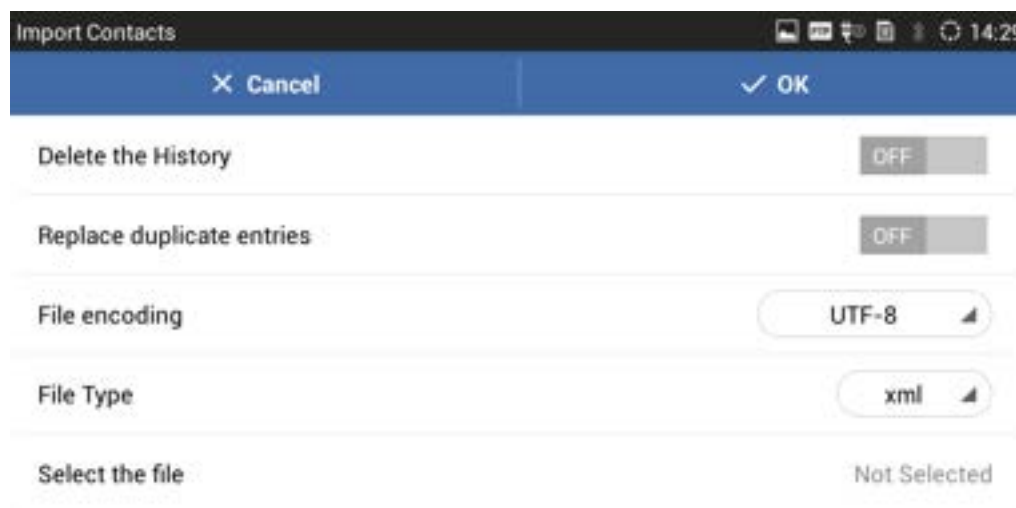 Import Contacts 14:29
Cancel OK
Delete the History OFF
Replace duplicate entries OFF
File encoding UTF-8
File Type xml
Select the file Not Selected